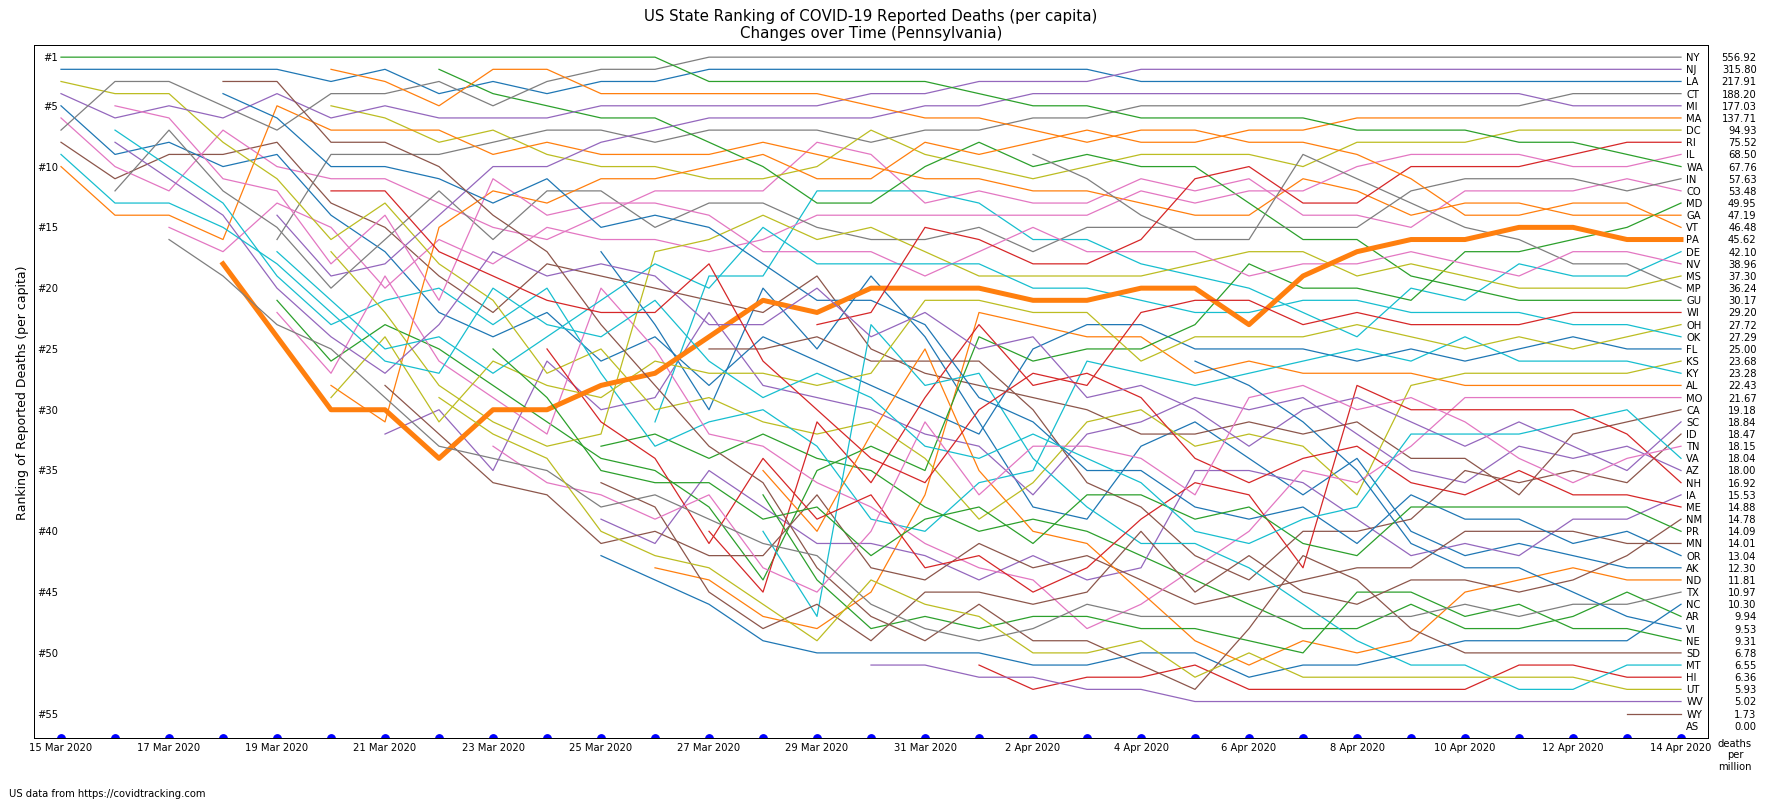 US State Ranking of COVID-19 Reported Deaths (per capita)
Changes over Time (Pennsylvania)
Ranking of Reported Deaths (per capita)
#1
#5
#10
#15
#20
#25
#30
#35
#40
#45
#50
#55
NY 556.92
NJ 315.80
LA 217.91
CT 188.20
MI 177.03
MA 137.71
DC 94.93
RI 75.52
IL 68.50
WA 67.76
IN 57.63
CO 53.48
MD 49.95
GA 47.19
VT 46.48
PA 45.62
DE 42.10
NV 38.96
MS 37.30
MP 36.24
GU 30.17
WI 29.20
OH 27.72
OK 27.29
FL 25.00
KS 23.68
KY 23.28
AL 22.43
MO 21.67
CA 19.18
SC 18.84
ID 18.47
TN 18.15
VA 18.04
AZ 18.00
NH 16.92
IA 15.53
ME 14.88
NM 14.78
PR 14.09
MN 14.01
OR 13.04
AK 12.30
ND 11.81
TX 10.97
NC 10.30
AR 9.94
VI 9.53
NE 9.31
SD 6.78
MT 6.55
HI 6.36
UT 5.93
WV 5.02
WY 1.73
AS 0.00
15 Mar 2020 17 Mar 2020 19 Mar 2020 21 Mar 2020 23 Mar 2020 25 Mar 2020 27 Mar 2020 29 Mar 2020 31 Mar 2020 2 Apr 2020 4 Apr 2020 6 Apr 2020 8 Apr 2020 10 Apr 2020 12 Apr 2020 14 Apr 2020
deaths
per
million
US data from https://covidtracking.com